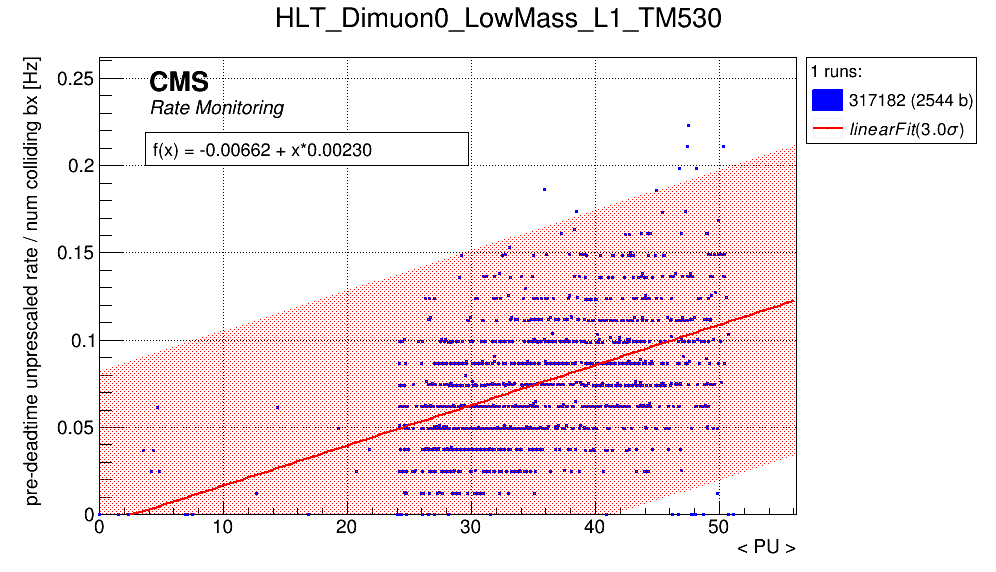 HLT_Dimuon0_LowMass_L1_TM530
pre-deadtime unprescaled rate / num colliding bx [Hz]
CMS
Rate Monitoring
f(x) = -0.00662 + x*0.00230
1 runs:
317182 (2544 b)
linearFit(3.0σ)
0.25
0.2
0.15
0.1
0.05
0
0 10 20 30 40 50
< PU >